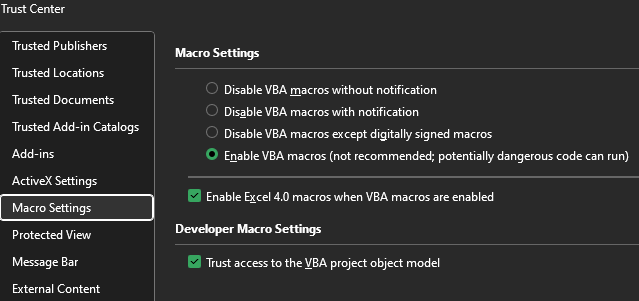 Trust Center
Trusted Publishers
Trusted Locations
Trusted Documents
Trusted Add-in Catalogs
Add-ins
ActiveX Settings
Macro Settings
Protected View
Message Bar
External Content
Macro Settings
Disable VBA macros without notification
Disable VBA macros with notification
Disable VBA macros except digitally signed macros
Enable VBA macros (not recommended; potentially dangerous code can run)
Enable Excel 4.0 macros when VBA macros are enabled
Developer Macro Settings
Trust access to the VBA project object model